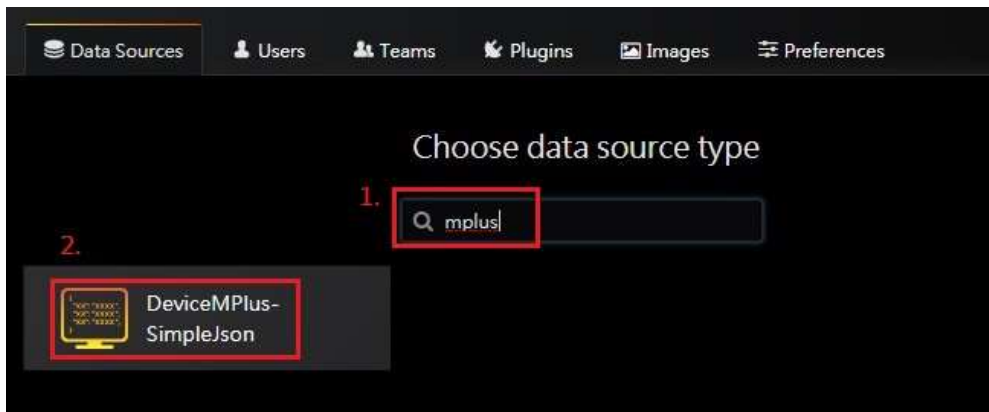 Data Sources Users Teams Plugins Images Preferences
Choose data source type
1.
mplus
2.
DeviceMPlus-
SimpleJson